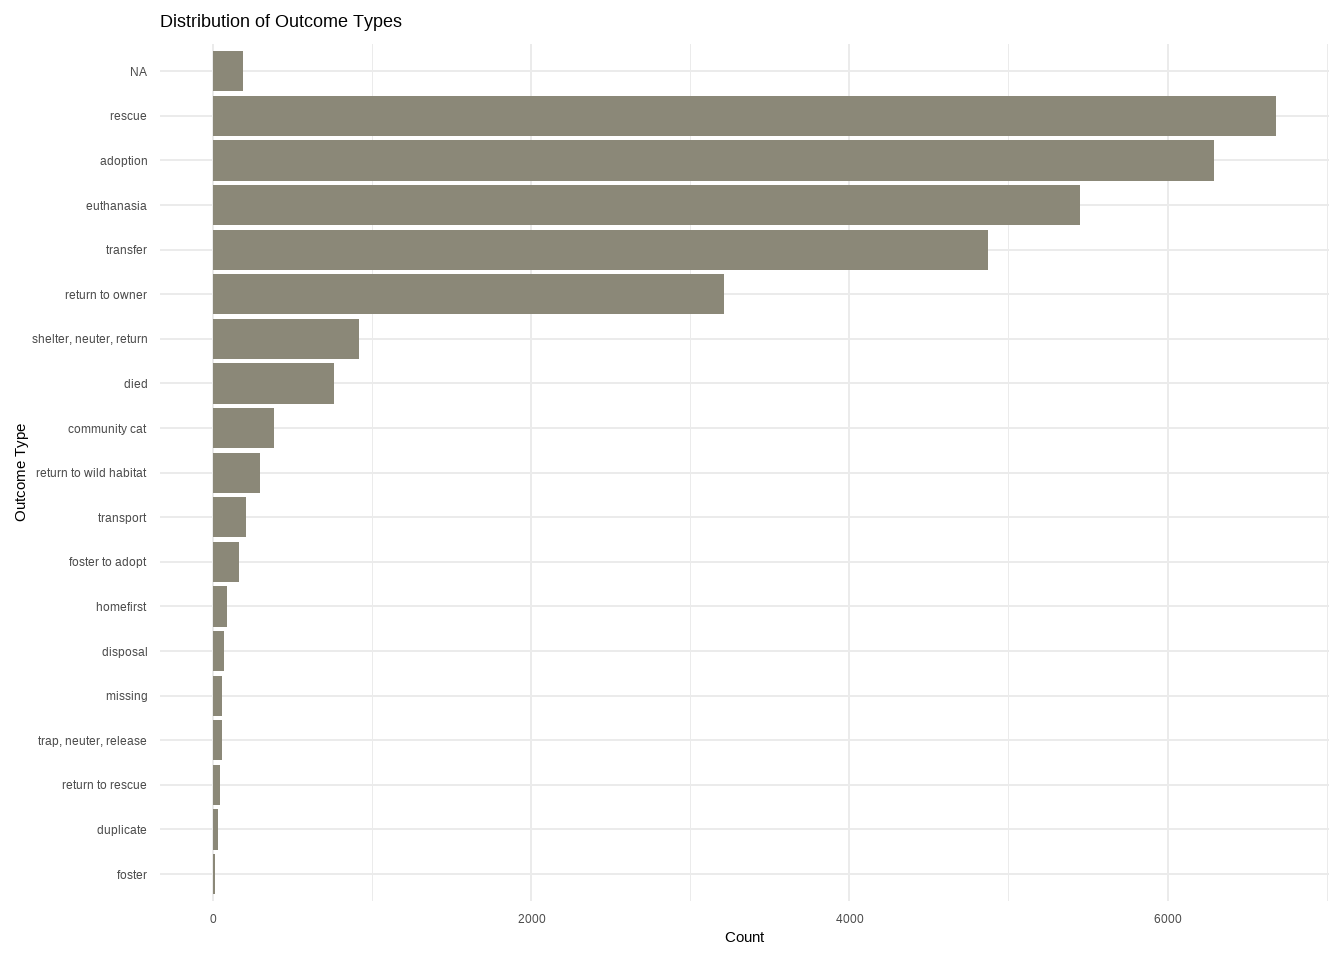 Distribution of Outcome Types
NA
rescue
adoption
euthanasia
transfer
return to owner
shelter, neuter, return
died
community cat
return to wild habitat
transport
foster to adopt
homefirst
disposal
missing
trap, neuter, release
return to rescue
duplicate
foster
Outcome Type
0 2000 4000 6000
Count